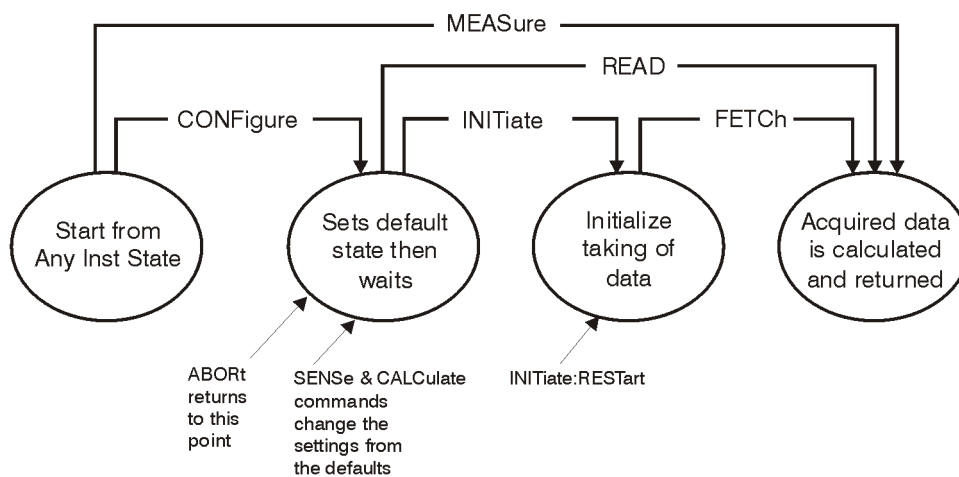 MEASure
READ
CONFigure
INITiate
FETCh
Start from
Any Inst State
Sets default
state then
waits
Initialize
taking of
data
Acquired data
is calculated
and returned
ABORt
returns
to this
point
SENSe & CALCulate
commands
change the
settings from
the defaults
INITiate:RESTart